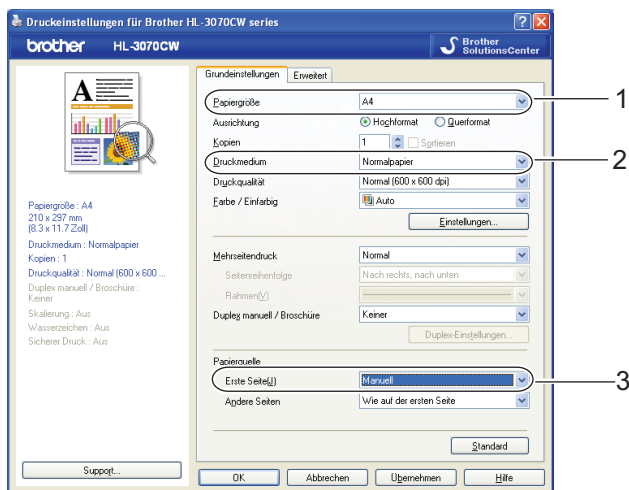 Druckeinstellungen für Brother HL-3070CW series
brother HL-3070CW
Brother
SolutionsCenter
Grundeinstellungen Erweitert
Papiergröße A4 1
Ausrichtung Hochformat Querformat
Kopien 1 Sortieren
Druckmedium Normalpapier 2
Druckqualität Normal (600 x 600 dpi)
Farbe / Einfarbig Auto
Einstellungen...
Mehrseitendruck Normal
Seitenreihenfolge Nach rechts, nach unten
Rahmen(V)
Duplex manuell / Broschüre Keiner
Duplex-Einstellungen...
Papierquelle
Erste Seite(J) Manuell 3
Andere Seiten Wie auf der ersten Seite
Standard
Papiergröße : A4
210 x 297 mm
(8.3 x 11.7 Zoll)
Druckmedium : Normalpapier
Kopien : 1
Druckqualität : Normal (600 x 600 ...
Duplex manuell / Broschüre :
Keiner
Skalierung : Aus
Wasserzeichen : Aus
Sicherer Druck : Aus
Support...
OK Abbrechen Übernehmen Hilfe